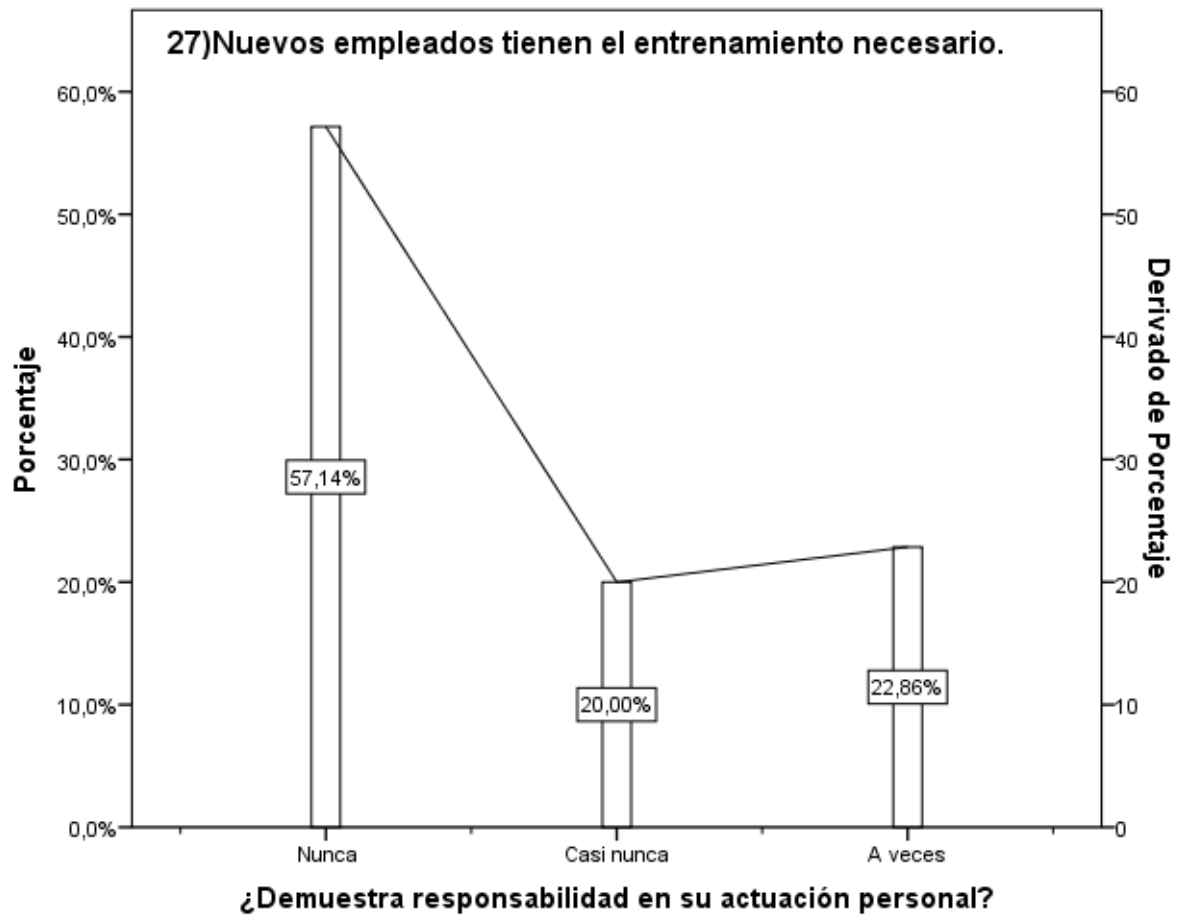 27)Nuevos empleados tienen el entrenamiento necesario.
Porcentaje
60,0%
50,0%
40,0%
30,0%
20,0%
10,0%
0,0%
57,14%
20,00%
22,86%
60
50
40
30
20
10
0
Derivado de Porcentaje
Nunca
Casi nunca
A veces
¿Demuestra responsabilidad en su actuación personal?